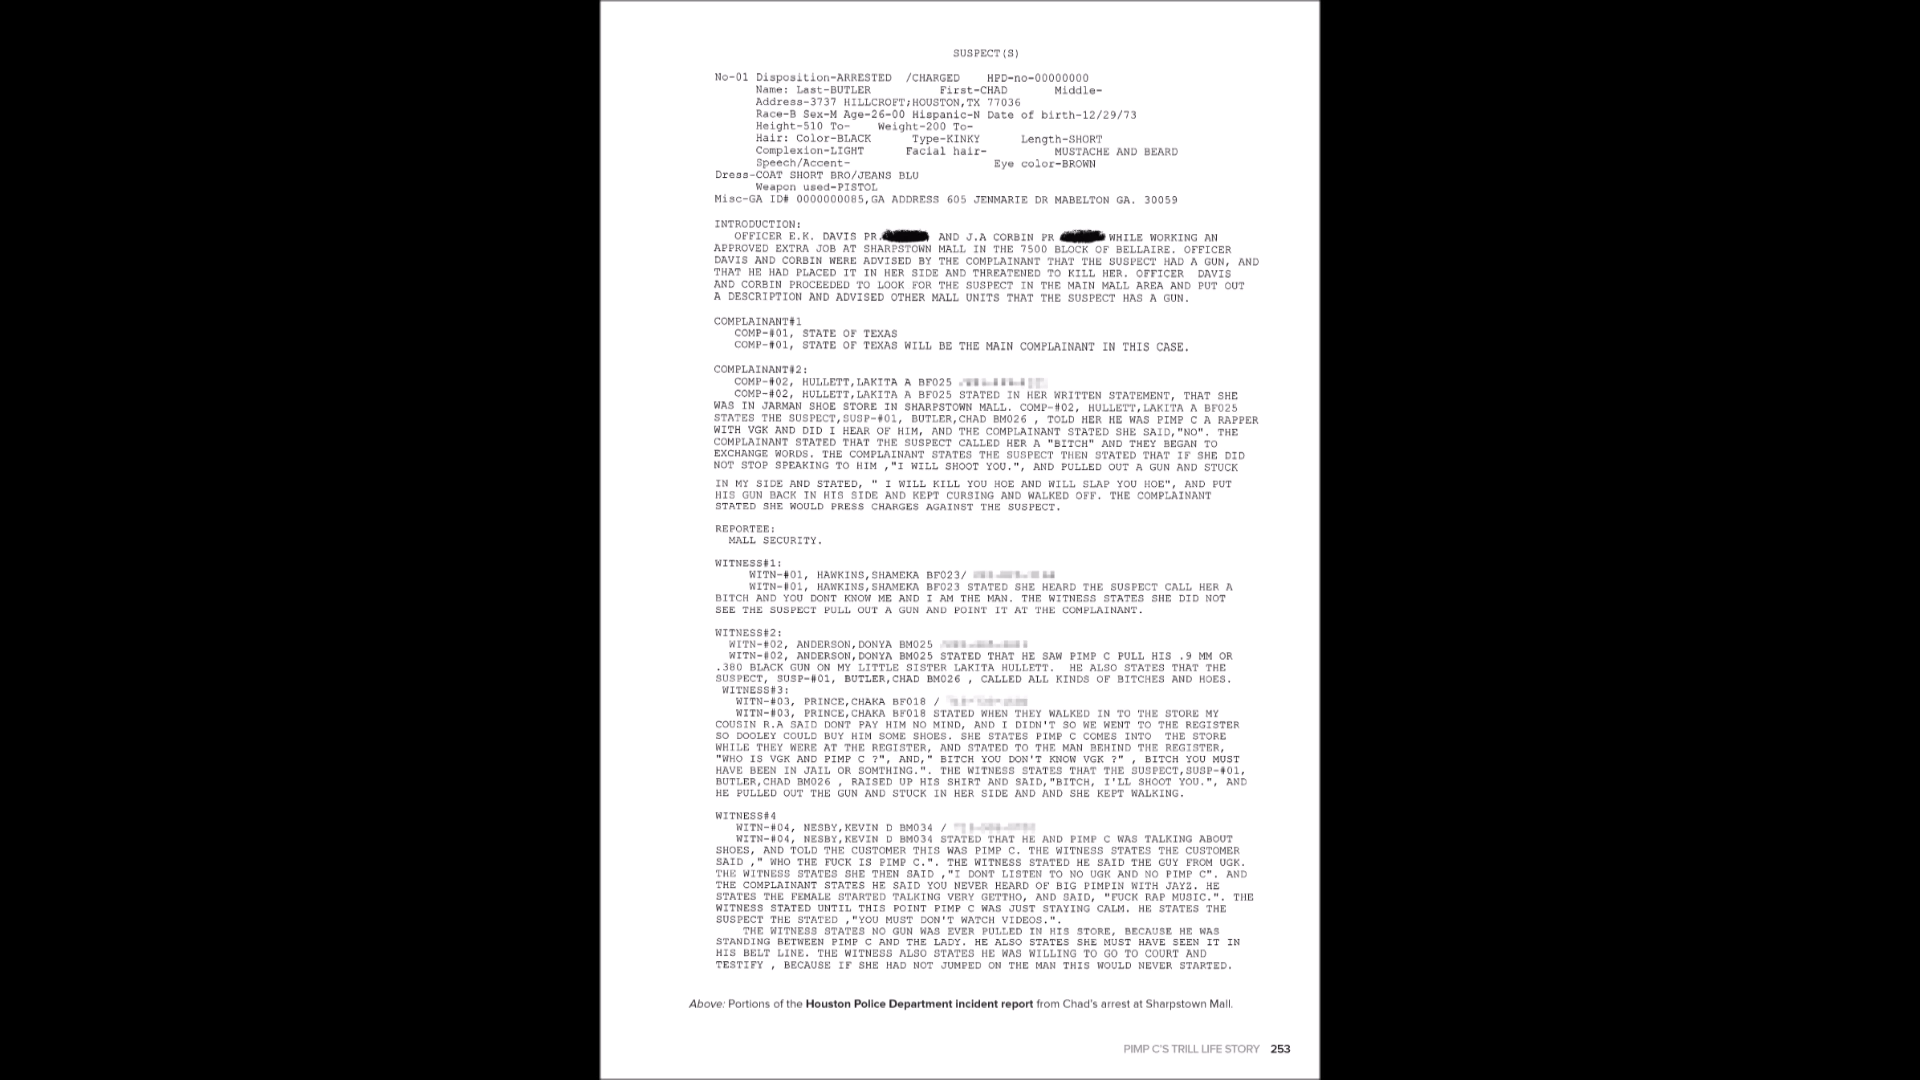 SUSPECT(S)
No-01 Disposition-ARRESTED /CHARGED HPD-no-00000000
Name: Last-BUTLER First-CHAD Middle-
Address-3737 HILLCROFT;HOUSTON,TX 77036
Race-B Sex-M Age-26-00 Hispanic-N Date of birth-12/29/73
Height-510 To- Weight-200 To-
Hair: Color-BLACK Type-KINKY Length-SHORT
Complexion-LIGHT Facial hair- MUSTACHE AND BEARD
Speech/Accent- Eye color-BROWN
Dress-COAT SHORT BRO/JEANS BLU
Weapon used-PISTOL
Misc-GA ID# 0000000085,GA ADDRESS 605 JENMARIE DR MABELTON GA. 30059
INTRODUCTION:
OFFICER E.K. DAVIS PR. AND J.A CORBIN PR WHILE WORKING AN
APPROVED EXTRA JOB AT SHARPSTOWN MALL IN THE 7500 BLOCK OF BELLAIRE. OFFICER
DAVIS AND CORBIN WERE ADVISED BY THE COMPLAINANT THAT THE SUSPECT HAD A GUN, AND
THAT HE HAD PLACED IT IN HER SIDE AND THREATENED TO KILL HER. OFFICER DAVIS
AND CORBIN PROCEEDED TO LOOK FOR THE SUSPECT IN THE MAIN MALL AREA AND PUT OUT
A DESCRIPTION AND ADVISED OTHER MALL UNITS THAT THE SUSPECT HAS A GUN.
COMPLAINANT#1
COMP-#01, STATE OF TEXAS
COMP-#01, STATE OF TEXAS WILL BE THE MAIN COMPLAINANT IN THIS CASE.
COMPLAINANT#2:
COMP-#02, HULLETT,LAKITA A BF025
COMP-#02, HULLETT,LAKITA A BF025 STATED IN HER WRITTEN STATEMENT, THAT SHE
WAS IN JARMAN SHOE STORE IN SHARPSTOWN MALL. COMP-#02, HULLETT,LAKITA A BF025
STATES THE SUSPECT,SUSP-#01, BUTLER,CHAD BM026 , TOLD HER HE WAS PIMP C A RAPPER
WITH VGK AND DID I HEAR OF HIM, AND THE COMPLAINANT STATED SHE SAID,"NO". THE
COMPLAINANT STATED THAT THE SUSPECT CALLED HER A "BITCH" AND THEY BEGAN TO
EXCHANGE WORDS. THE COMPLAINANT STATES THE SUSPECT THEN STATED THAT IF SHE DID
NOT STOP SPEAKING TO HIM ,"I WILL SHOOT YOU.", AND PULLED OUT A GUN AND STUCK
IN MY SIDE AND STATED, " I WILL KILL YOU HOE AND WILL SLAP YOU HOE", AND PUT
HIS GUN BACK IN HIS SIDE AND KEPT CURSING AND WALKED OFF. THE COMPLAINANT
STATED SHE WOULD PRESS CHARGES AGAINST THE SUSPECT.
REPORTEE:
MALL SECURITY.
WITNESS#1:
WITN-#01, HAWKINS,SHAMEKA BF023/
WITN-#01, HAWKINS,SHAMEKA BF023 STATED SHE HEARD THE SUSPECT CALL HER A
BITCH AND YOU DONT KNOW ME AND I AM THE MAN. THE WITNESS STATES SHE DID NOT
SEE THE SUSPECT PULL OUT A GUN AND POINT IT AT THE COMPLAINANT.
WITNESS#2:
WITN-#02, ANDERSON,DONYA BM025
WITN-#02, ANDERSON,DONYA BM025 STATED THAT HE SAW PIMP C PULL HIS .9 MM OR
.380 BLACK GUN ON MY LITTLE SISTER LAKITA HULLETT. HE ALSO STATES THAT THE
SUSPECT, SUSP-#01, BUTLER,CHAD BM026 , CALLED ALL KINDS OF BITCHES AND HOES.
WITNESS#3:
WITN-#03, PRINCE,CHAKA BF018 /
WITN-#03, PRINCE,CHAKA BF018 STATED WHEN THEY WALKED IN TO THE STORE MY
COUSIN R.A SAID DONT PAY HIM NO MIND, AND I DIDN'T SO WE WENT TO THE REGISTER
SO DOOLEY COULD BUY HIM SOME SHOES. SHE STATES PIMP C COMES INTO THE STORE
WHILE THEY WERE AT THE REGISTER, AND STATED TO THE MAN BEHIND THE REGISTER,
"WHO IS VGK AND PIMP C ?", AND," BITCH YOU DON'T KNOW VGK ?" , BITCH YOU MUST
HAVE BEEN IN JAIL OR SOMTHING.". THE WITNESS STATES THAT THE SUSPECT,SUSP-#01,
BUTLER,CHAD BM026 , RAISED UP HIS SHIRT AND SAID,"BITCH, I'LL SHOOT YOU.", AND
HE PULLED OUT THE GUN AND STUCK IN HER SIDE AND AND SHE KEPT WALKING.
WITNESS#4
WITN-#04, NESBY,KEVIN D BM034 /
WITN-#04, NESBY,KEVIN D BM034 STATED THAT HE AND PIMP C WAS TALKING ABOUT
SHOES, AND TOLD THE CUSTOMER THIS WAS PIMP C. THE WITNESS STATES THE CUSTOMER
SAID ," WHO THE FUCK IS PIMP C.". THE WITNESS STATED HE SAID THE GUY FROM UGK.
THE WITNESS STATES SHE THEN SAID ,"I DONT LISTEN TO NO UGK AND NO PIMP C". AND
THE COMPLAINANT STATES HE SAID YOU NEVER HEARD OF BIG PIMPIN WITH JAYZ. HE
STATES THE FEMALE STARTED TALKING VERY GETTHO, AND SAID, "FUCK RAP MUSIC.". THE
WITNESS STATED UNTIL THIS POINT PIMP C WAS JUST STAYING CALM. HE STATES THE
SUSPECT THE STATED ,"YOU MUST DON'T WATCH VIDEOS.".
THE WITNESS STATES NO GUN WAS EVER PULLED IN HIS STORE, BECAUSE HE WAS
STANDING BETWEEN PIMP C AND THE LADY. HE ALSO STATES SHE MUST HAVE SEEN IT IN
HIS BELT LINE. THE WITNESS ALSO STATES HE WAS WILLING TO GO TO COURT AND
TESTIFY , BECAUSE IF SHE HAD NOT JUMPED ON THE MAN THIS WOULD NEVER STARTED.
Above: Portions of the Houston Police Department incident report from Chad's arrest at Sharpstown Mall.
PIMP C'S TRILL LIFE STORY 253